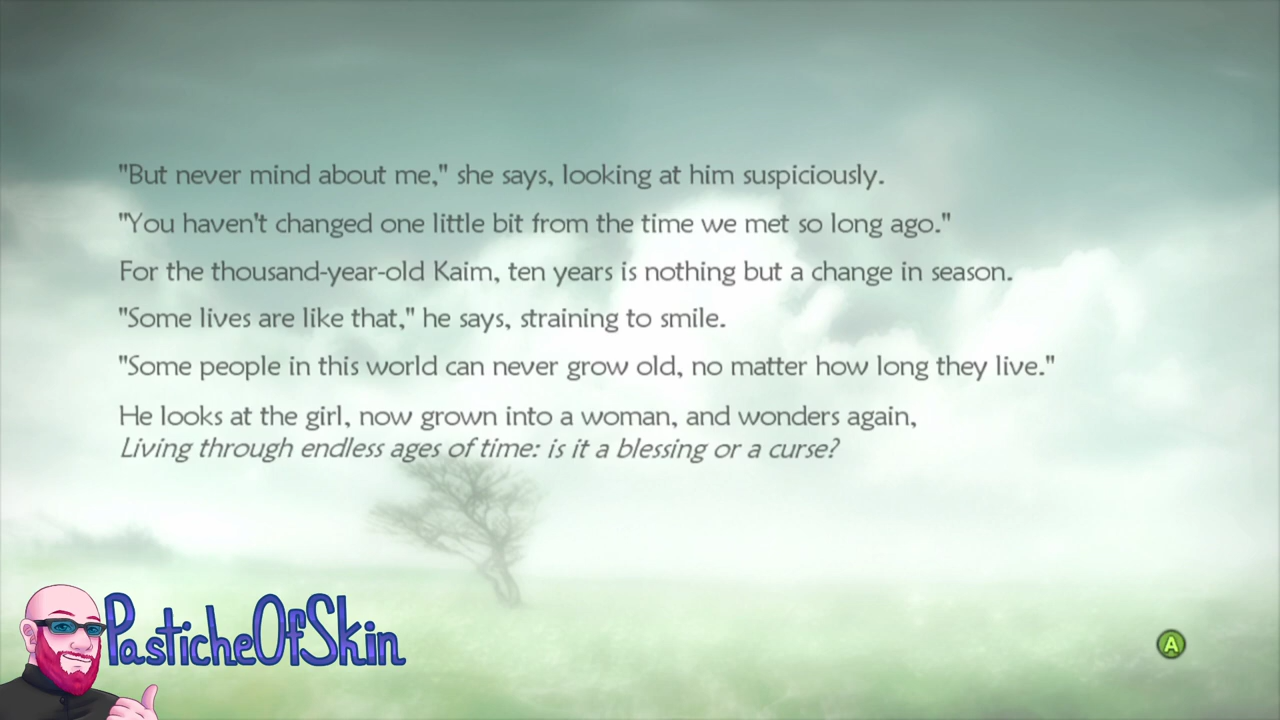 "But never mind about me," she says, looking at him suspiciously.
"You haven't changed one little bit from the time we met so long ago."
For the thousand-year-old Kaim, ten years is nothing but a change in season.
"Some lives are like that," he says, straining to smile.
"Some people in this world can never grow old, no matter how long they live."
He looks at the girl, now grown into a woman, and wonders again,
Living through endless ages of time: is it a blessing or a curse?
PasticheOfSkin
A